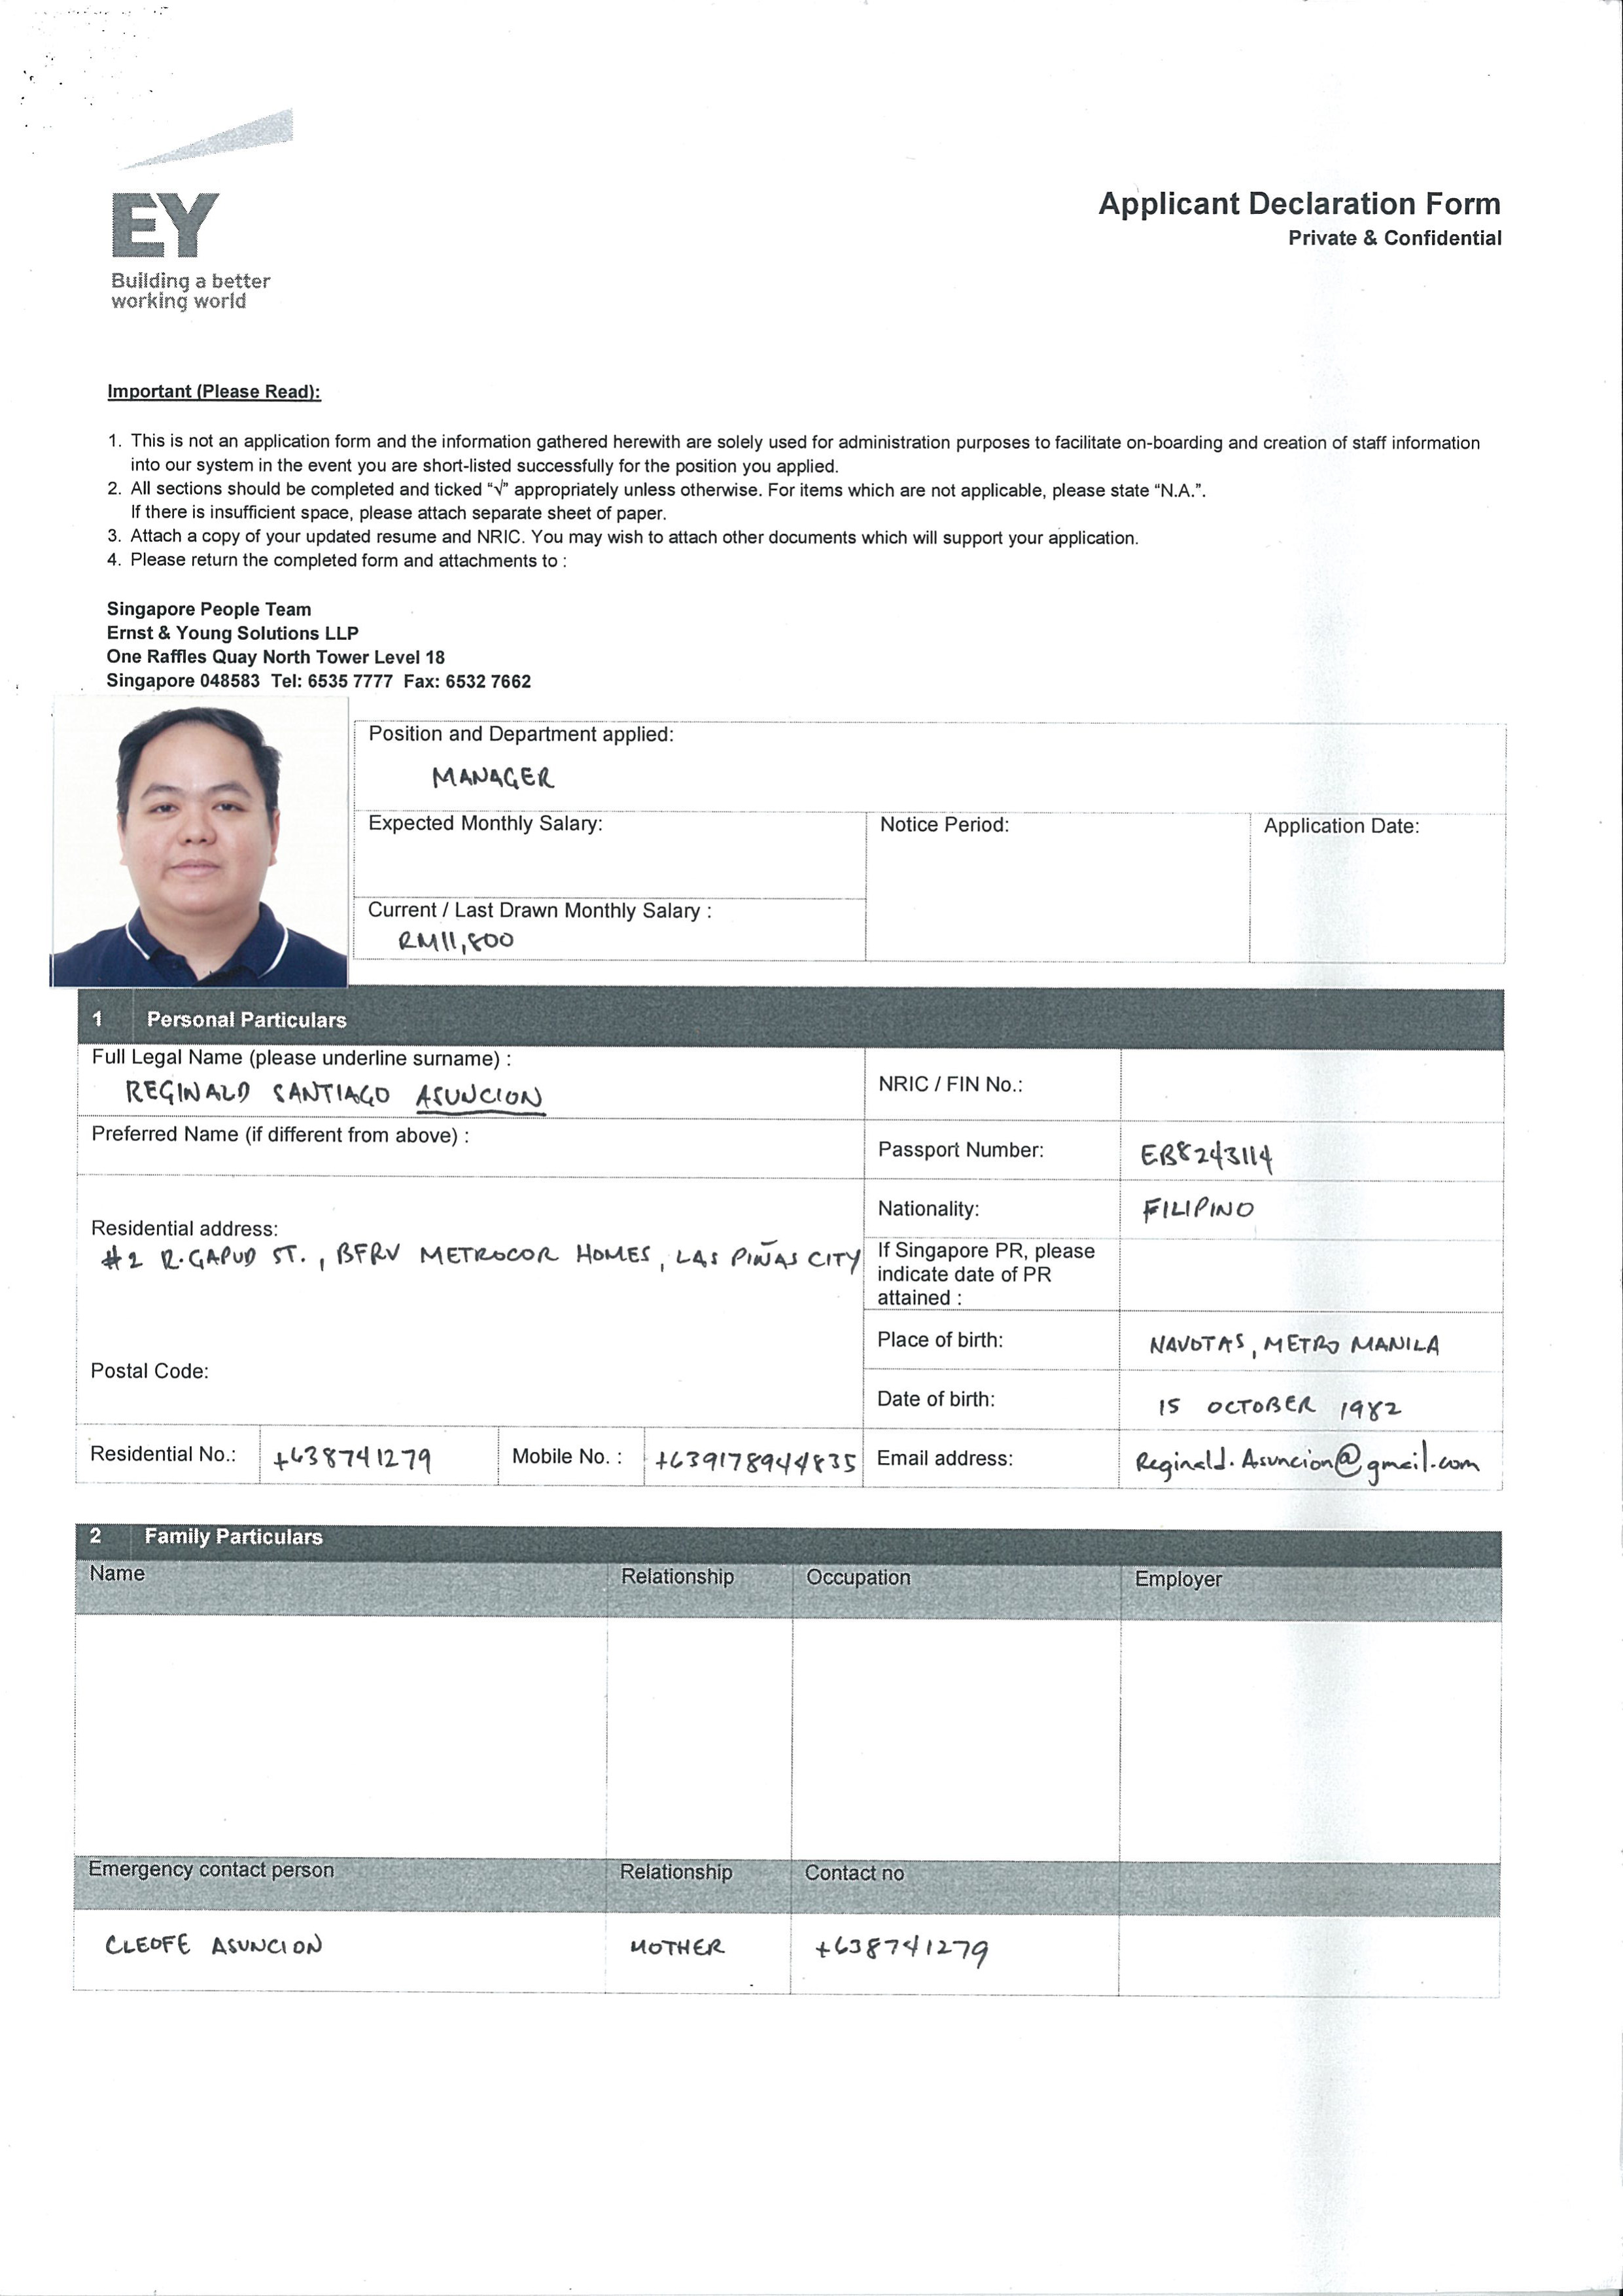 EY
Building a better
working world
Applicant Declaration Form
Private & Confidential
Important (Please Read):
1. This is not an application form and the information gathered herewith are solely used for administration purposes to facilitate on-boarding and creation of staff information
into our system in the event you are short-listed successfully for the position you applied.
2. All sections should be completed and ticked "√" appropriately unless otherwise. For items which are not applicable, please state "N.A.".
If there is insufficient space, please attach separate sheet of paper.
3. Attach a copy of your updated resume and NRIC. You may wish to attach other documents which will support your application.
4. Please return the completed form and attachments to :
Singapore People Team
Ernst & Young Solutions LLP
One Raffles Quay North Tower Level 18
Singapore 048583 Tel: 6535 7777 Fax: 6532 7662
Position and Department applied:
MANAGER
Expected Monthly Salary:
Notice Period:
Application Date:
Current / Last Drawn Monthly Salary :
RM11,800
1 Personal Particulars
Full Legal Name (please underline surname) :
REGINALD SANTIAGO ASUNCION
NRIC / FIN No.:
Preferred Name (if different from above) :
Passport Number: EB8243114
Nationality: FILIPINO
Residential address:
#2 R.GAPUD ST., BFRV METROCOR HOMES, LAS PIÑAS CITY
If Singapore PR, please
indicate date of PR
attained :
Place of birth: NAVOTAS, METRO MANILA
Postal Code:
Date of birth: 15 OCTOBER 1982
Residential No.: +638741279 Mobile No. : +639178944835 Email address: Reginald.Asuncion@gmail.com
2 Family Particulars
Name Relationship Occupation Employer
Emergency contact person Relationship Contact no
CLEOFE ASUNCION MOTHER +638741279